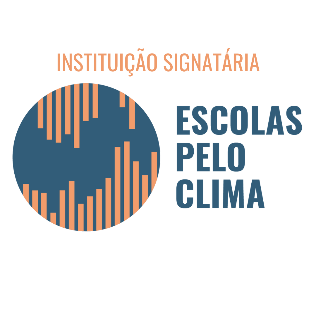 INSTITUIÇÃO SIGNATÁRIA
ESCOLAS
PELO
CLIMA